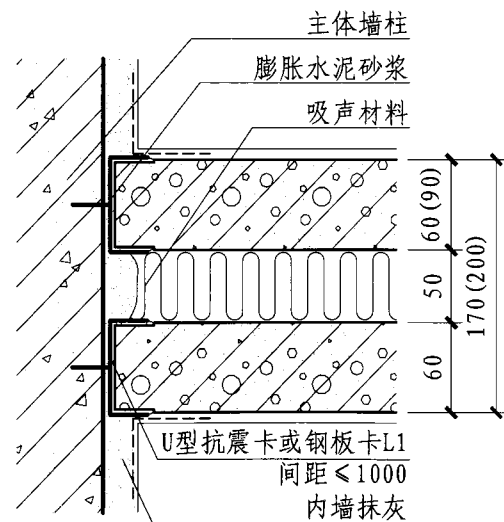 主体墙柱
膨胀水泥砂浆
吸声材料
60(90)
50
170(200)
60
U型抗震卡或钢板卡L1
间距≤1000
内墙抹灰